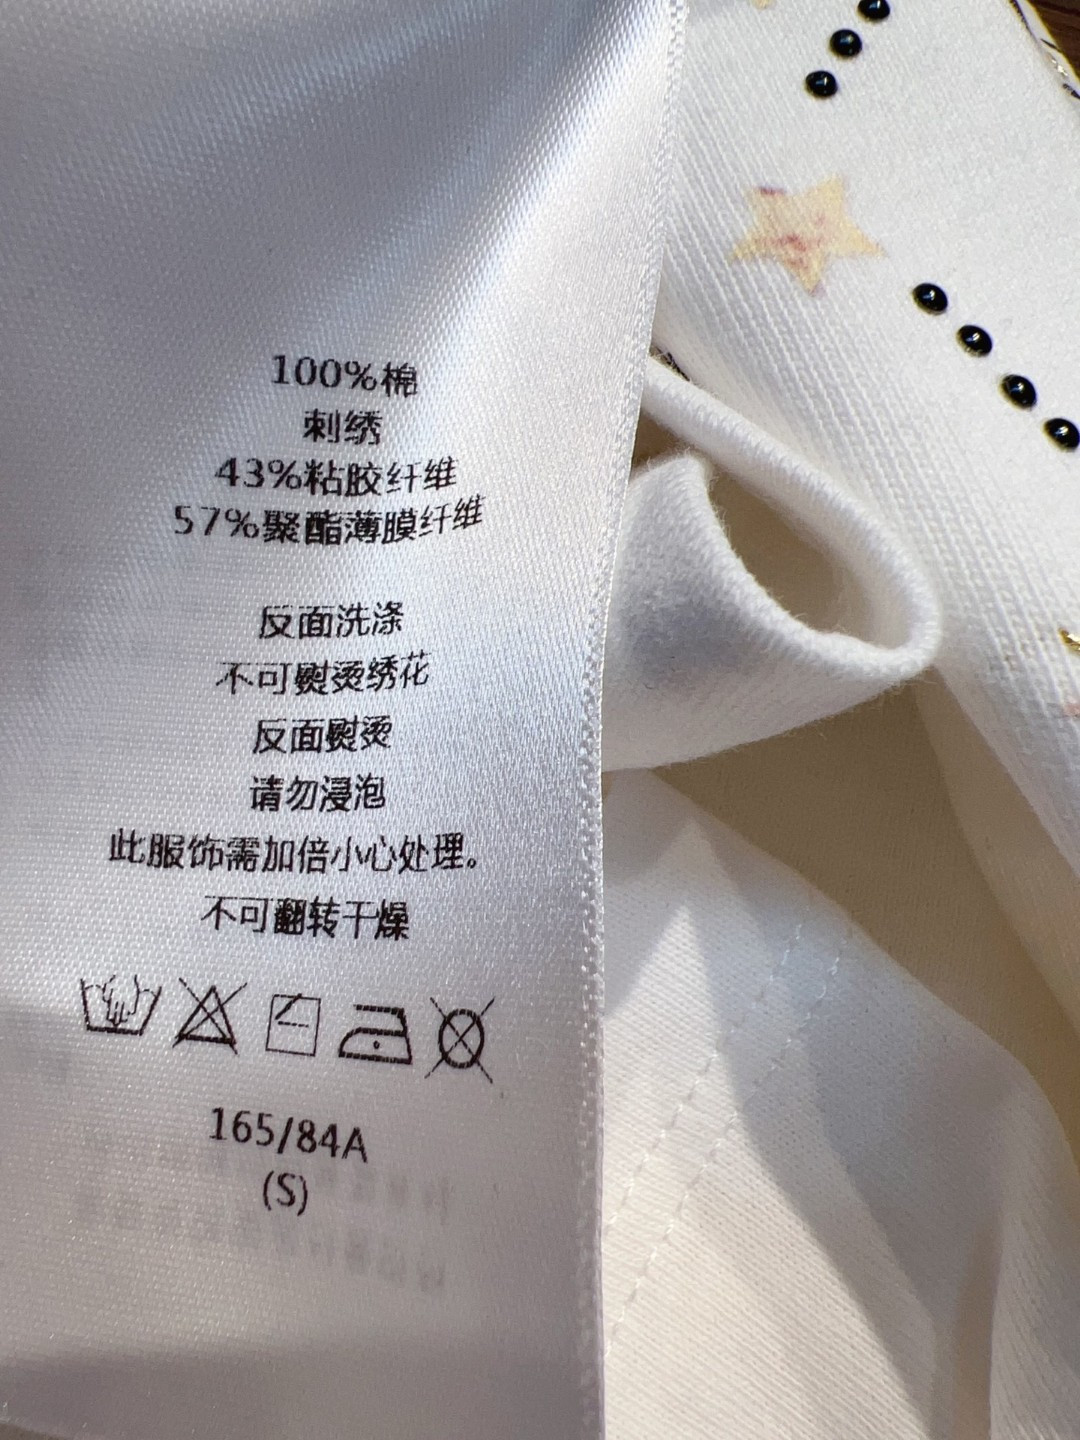 100%棉
刺绣
43%粘胶纤维
57%聚酯薄膜纤维
反面洗涤
不可熨烫绣花
反面熨烫
请勿浸泡
此服饰需加倍小心处理。
不可翻转干燥
165/84A
(S)